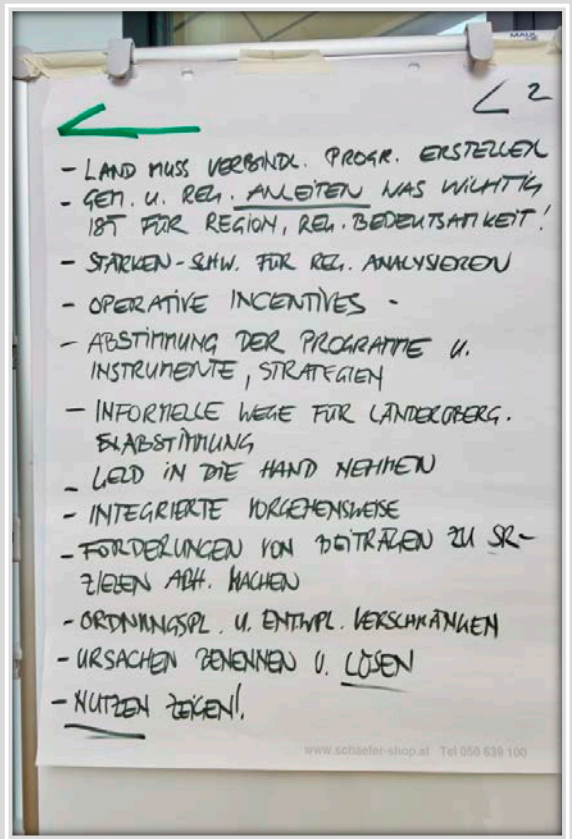 MAUL
L 2
- LAND MUSS VERBINDL. PROGR. ERSTELLEN
- GEM. U. REG. ANLEITEN WAS WICHTIG
IST FÜR REGION, REG. BEDEUTSAMKEIT!
- STÄRKEN-SCHW. FÜR REG. ANALYSIEREN
- OPERATIVE INCENTIVES -
- ABSTIMMUNG DER PROGRAMME U.
INSTRUMENTE, STRATEGIEN
- INFORMELLE WEGE FÜR LÄNDERÜBERG.
ABSTIMMUNG
- GELD IN DIE HAND NEHMEN
- INTEGRIERTE VORGEHENSWEISE
- FÖRDERUNGEN VON BEITRÄGEN ZU SR-
ZIELEN ABH. MACHEN
- ORDNUNGSPL. U. ENTWPL. VERSCHRÄNKEN
- URSACHEN BENENNEN U. LÖSEN
- NUTZEN ZEIGEN!
www.schaefer-shop.at Tel 050 639 100